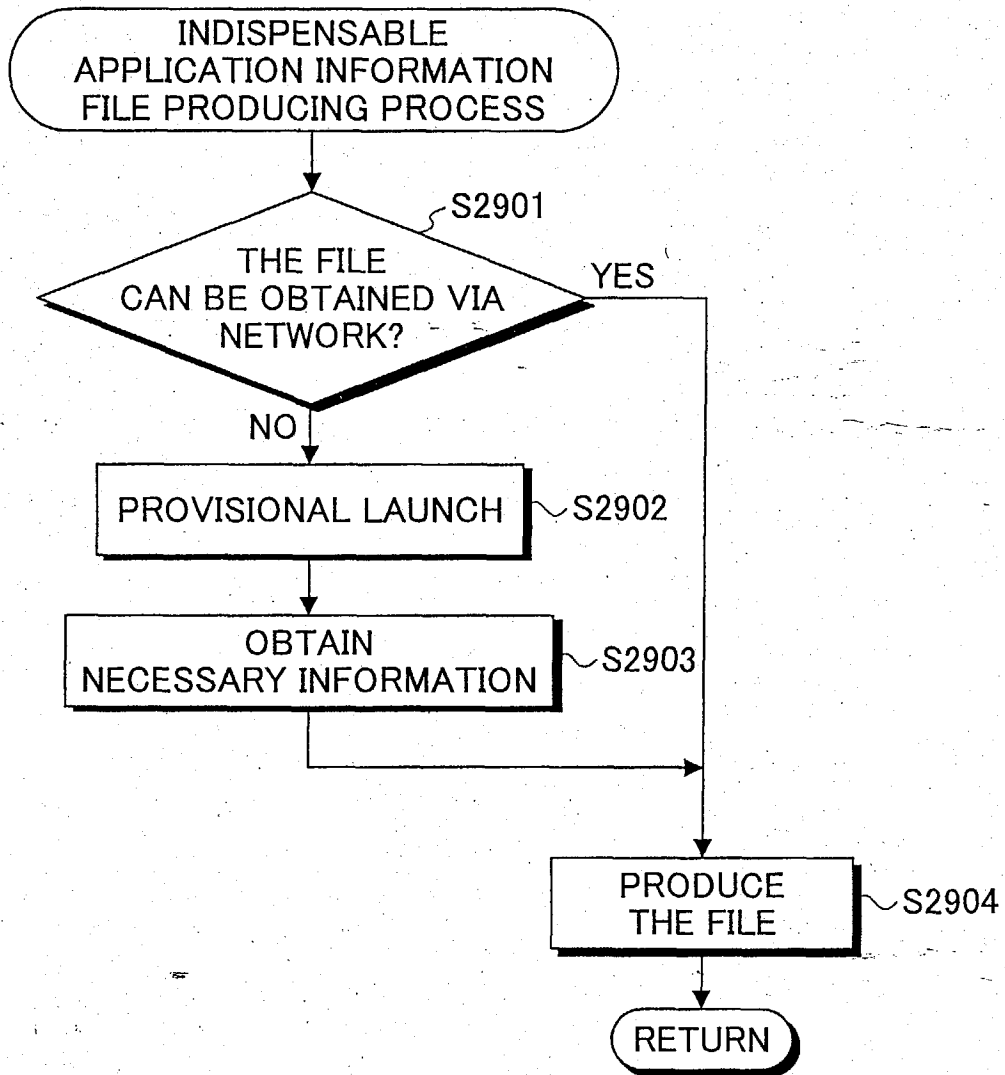 INDISPENSABLE
APPLICATION INFORMATION
FILE PRODUCING PROCESS
S2901
THE FILE
CAN BE OBTAINED VIA
NETWORK?
YES
NO
PROVISIONAL LAUNCH
S2902
OBTAIN
NECESSARY INFORMATION
S2903
PRODUCE
THE FILE
S2904
RETURN